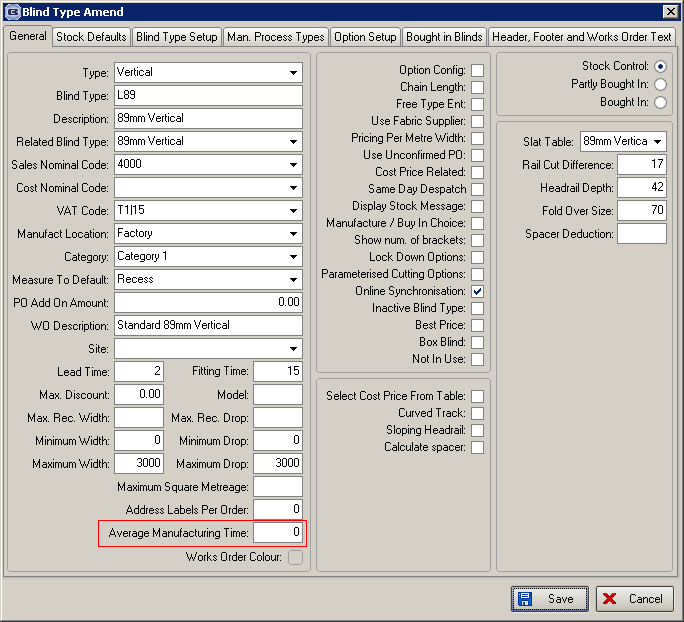 Blind Type Amend
General Stock Defaults Blind Type Setup Man. Process Types Option Setup Bought in Blinds Header, Footer and Works Order Text
Type: Vertical
Blind Type: L89
Description: 89mm Vertical
Related Blind Type: 89mm Vertical
Sales Nominal Code: 4000
Cost Nominal Code:
VAT Code: T1|15
Manufact Location: Factory
Category: Category 1
Measure To Default: Recess
PO Add On Amount: 0.00
WO Description: Standard 89mm Vertical
Site:
Lead Time: 2 Fitting Time: 15
Max. Discount: 0.00 Model:
Max. Rec. Width: Max. Rec. Drop:
Minimum Width: 0 Minimum Drop: 0
Maximum Width: 3000 Maximum Drop: 3000
Maximum Square Metreage:
Address Labels Per Order: 0
Average Manufacturing Time: 0
Works Order Colour:
Option Config:
Chain Length:
Free Type Ent:
Use Fabric Supplier:
Pricing Per Metre Width:
Use Unconfirmed PO:
Cost Price Related:
Same Day Despatch
Display Stock Message:
Manufacture / Buy In Choice:
Show num. of brackets:
Lock Down Options:
Parameterised Cutting Options:
Online Synchronisation:
Inactive Blind Type:
Best Price:
Box Blind:
Not In Use:
Select Cost Price From Table:
Curved Track:
Sloping Headrail:
Calculate spacer:
Stock Control:
Partly Bought In:
Bought In:
Slat Table: 89mm Vertica
Rail Cut Difference: 17
Headrail Depth: 42
Fold Over Size: 70
Spacer Deduction:
Save Cancel